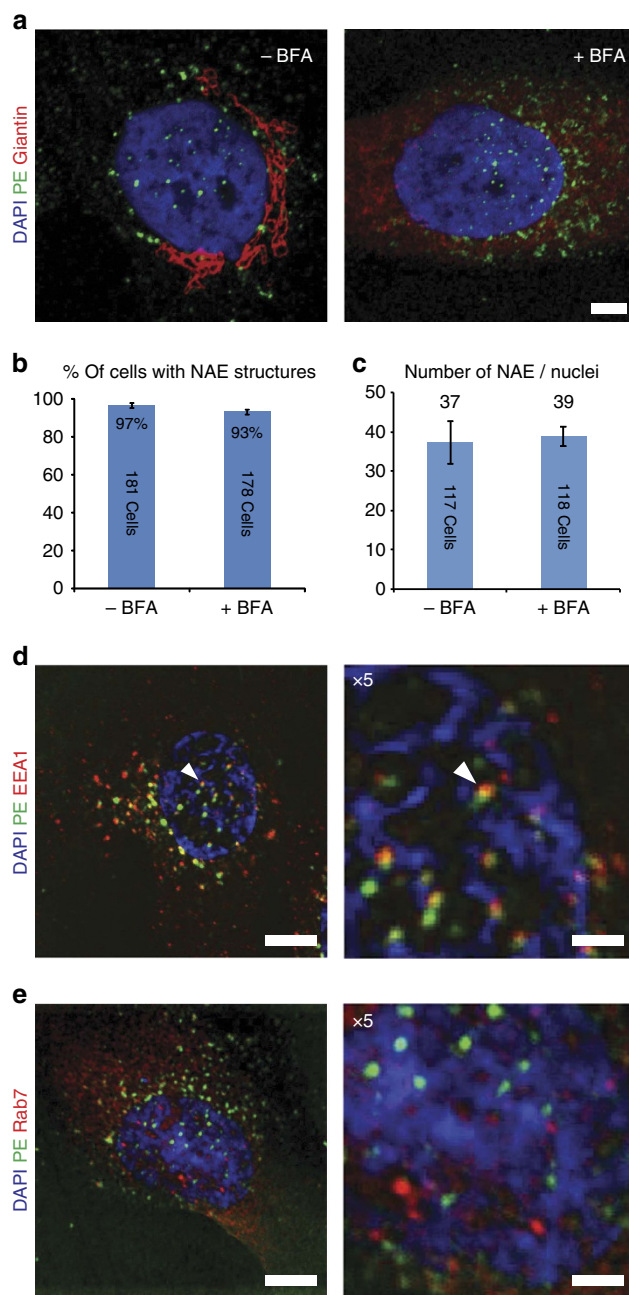 a
DAPI PE Giantin
– BFA
+ BFA
b
% Of cells with NAE structures
100
80
60
40
20
0
97%
93%
181 Cells
178 Cells
– BFA
+ BFA
c
Number of NAE / nuclei
50
40
30
20
10
0
37
39
117 Cells
118 Cells
– BFA
+ BFA
d
DAPI PE EEA1
×5
e
DAPI PE Rab7
×5